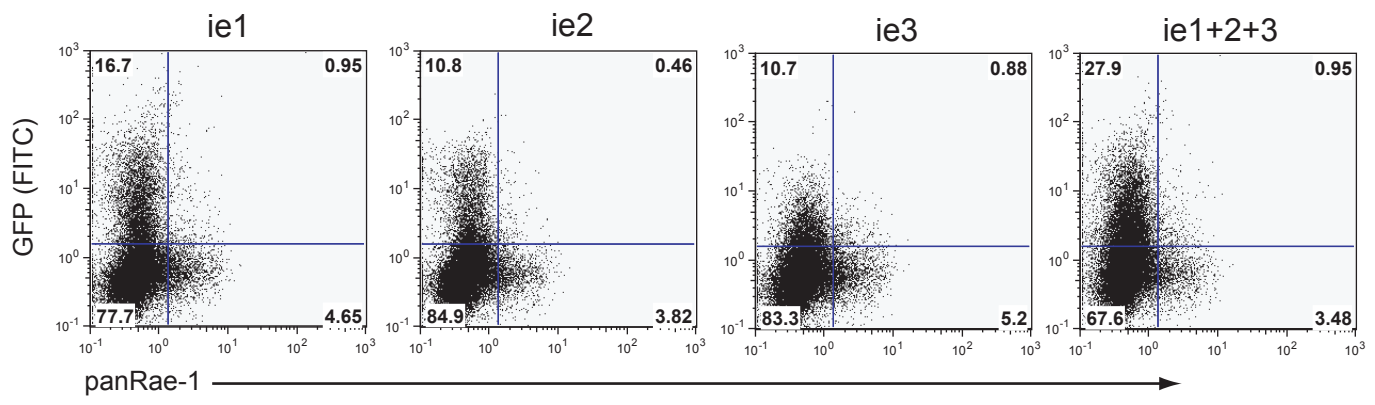 ie1 ie2 ie3 ie1+2+3
GFP (FITC)
10³ 10² 10¹ 10⁰ 10⁻¹
16.7 0.95
77.7 4.65
10⁻¹ 10⁰ 10¹ 10² 10³
10³ 10² 10¹ 10⁰ 10⁻¹
10.8 0.46
84.9 3.82
10⁻¹ 10⁰ 10¹ 10² 10³
10³ 10² 10¹ 10⁰ 10⁻¹
10.7 0.88
83.3 5.2
10⁻¹ 10⁰ 10¹ 10² 10³
10³ 10² 10¹ 10⁰ 10⁻¹
27.9 0.95
67.6 3.48
10⁻¹ 10⁰ 10¹ 10² 10³
panRae-1